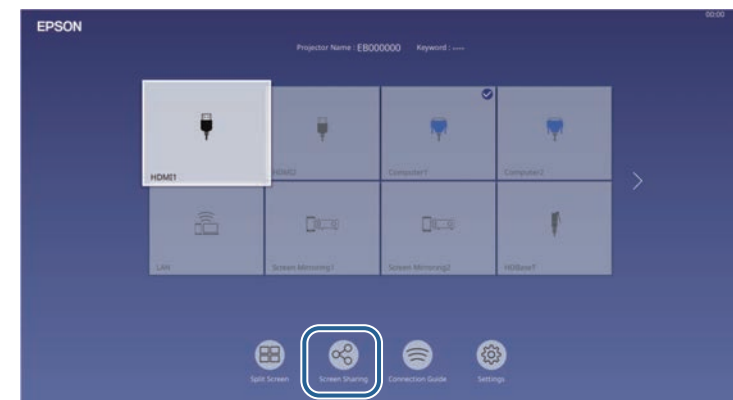 00:00
EPSON
Projector Name : EB000000 Keyword : ----
HDMI1
HDMI2
Computer1
Computer2
LAN
Screen Mirroring1
Screen Mirroring2
HDBaseT
Split Screen
Screen Sharing
Connection Guide
Settings